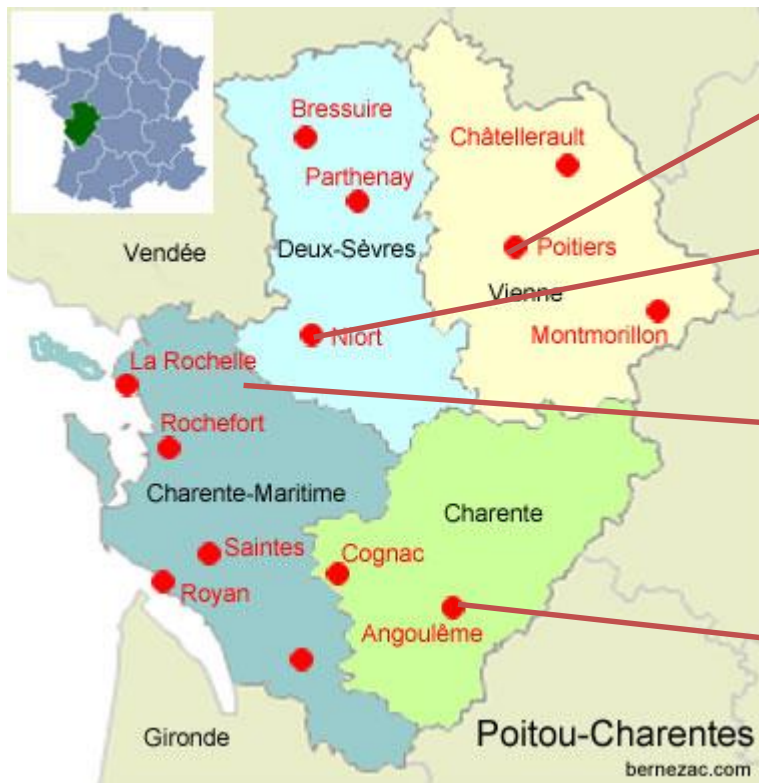 Bressuire
Châtellerault
Parthenay
Vendée
Deux-Sèvres
Poitiers
Vienne
Niort
Montmorillon
La Rochelle
Rochefort
Charente-Maritime
Charente
Saintes
Cognac
Royan
Angoulême
Gironde
Poitou-Charentes
bernezac.com